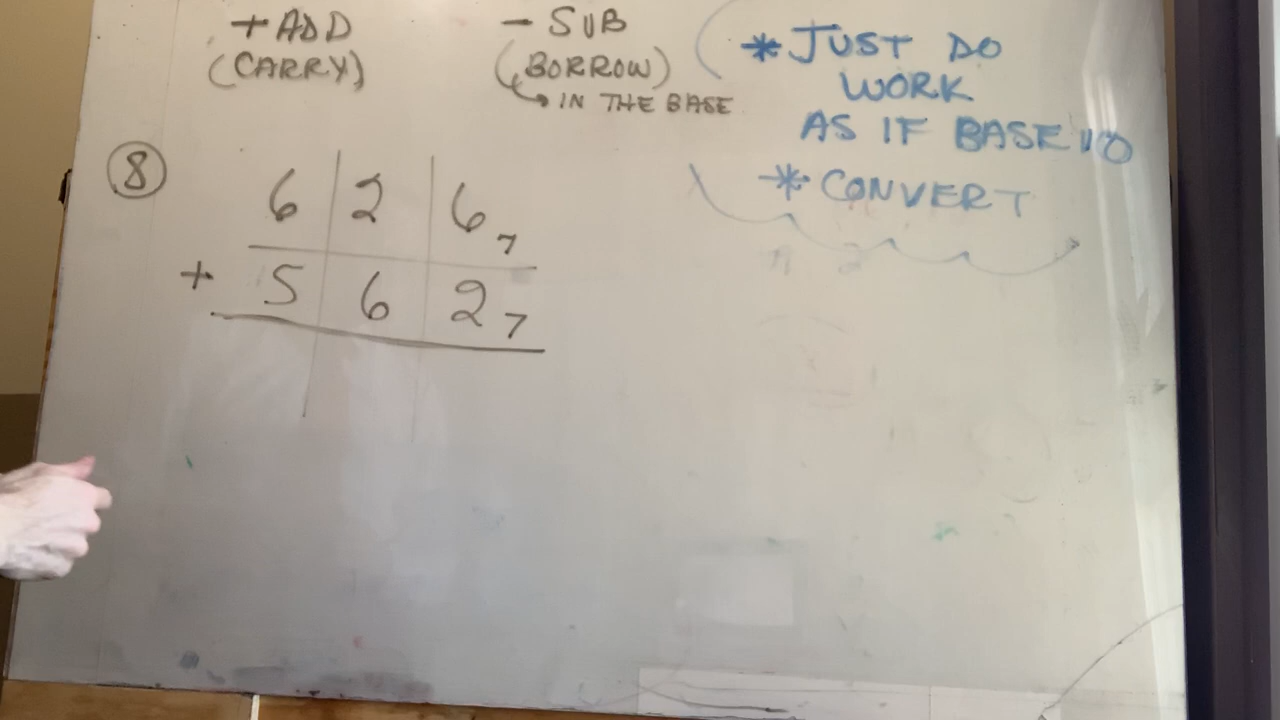 + ADD
(CARRY)
- SUB
(BORROW)
IN THE BASE
* JUST DO
WORK
AS IF BASE 10
* CONVERT
8
6 2 6 7
+ 5 6 2 7